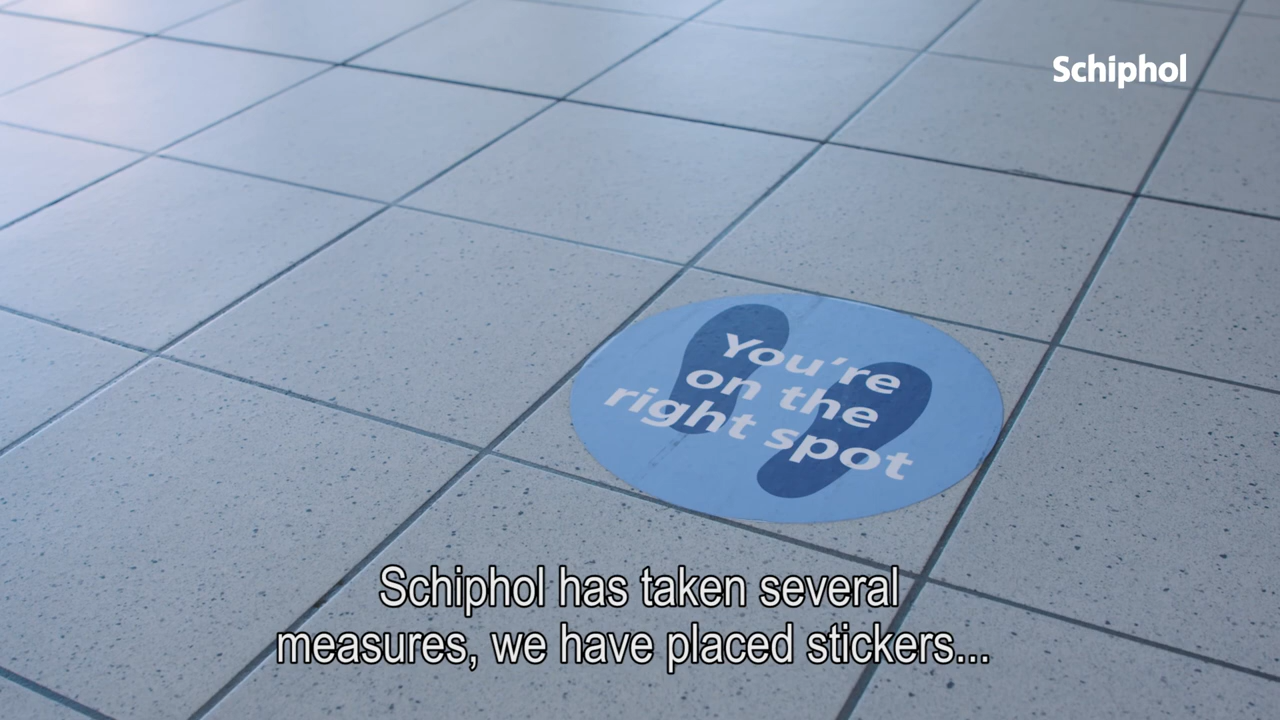 Schiphol
You're
on the
right spot
Schiphol has taken several
measures, we have placed stickers...